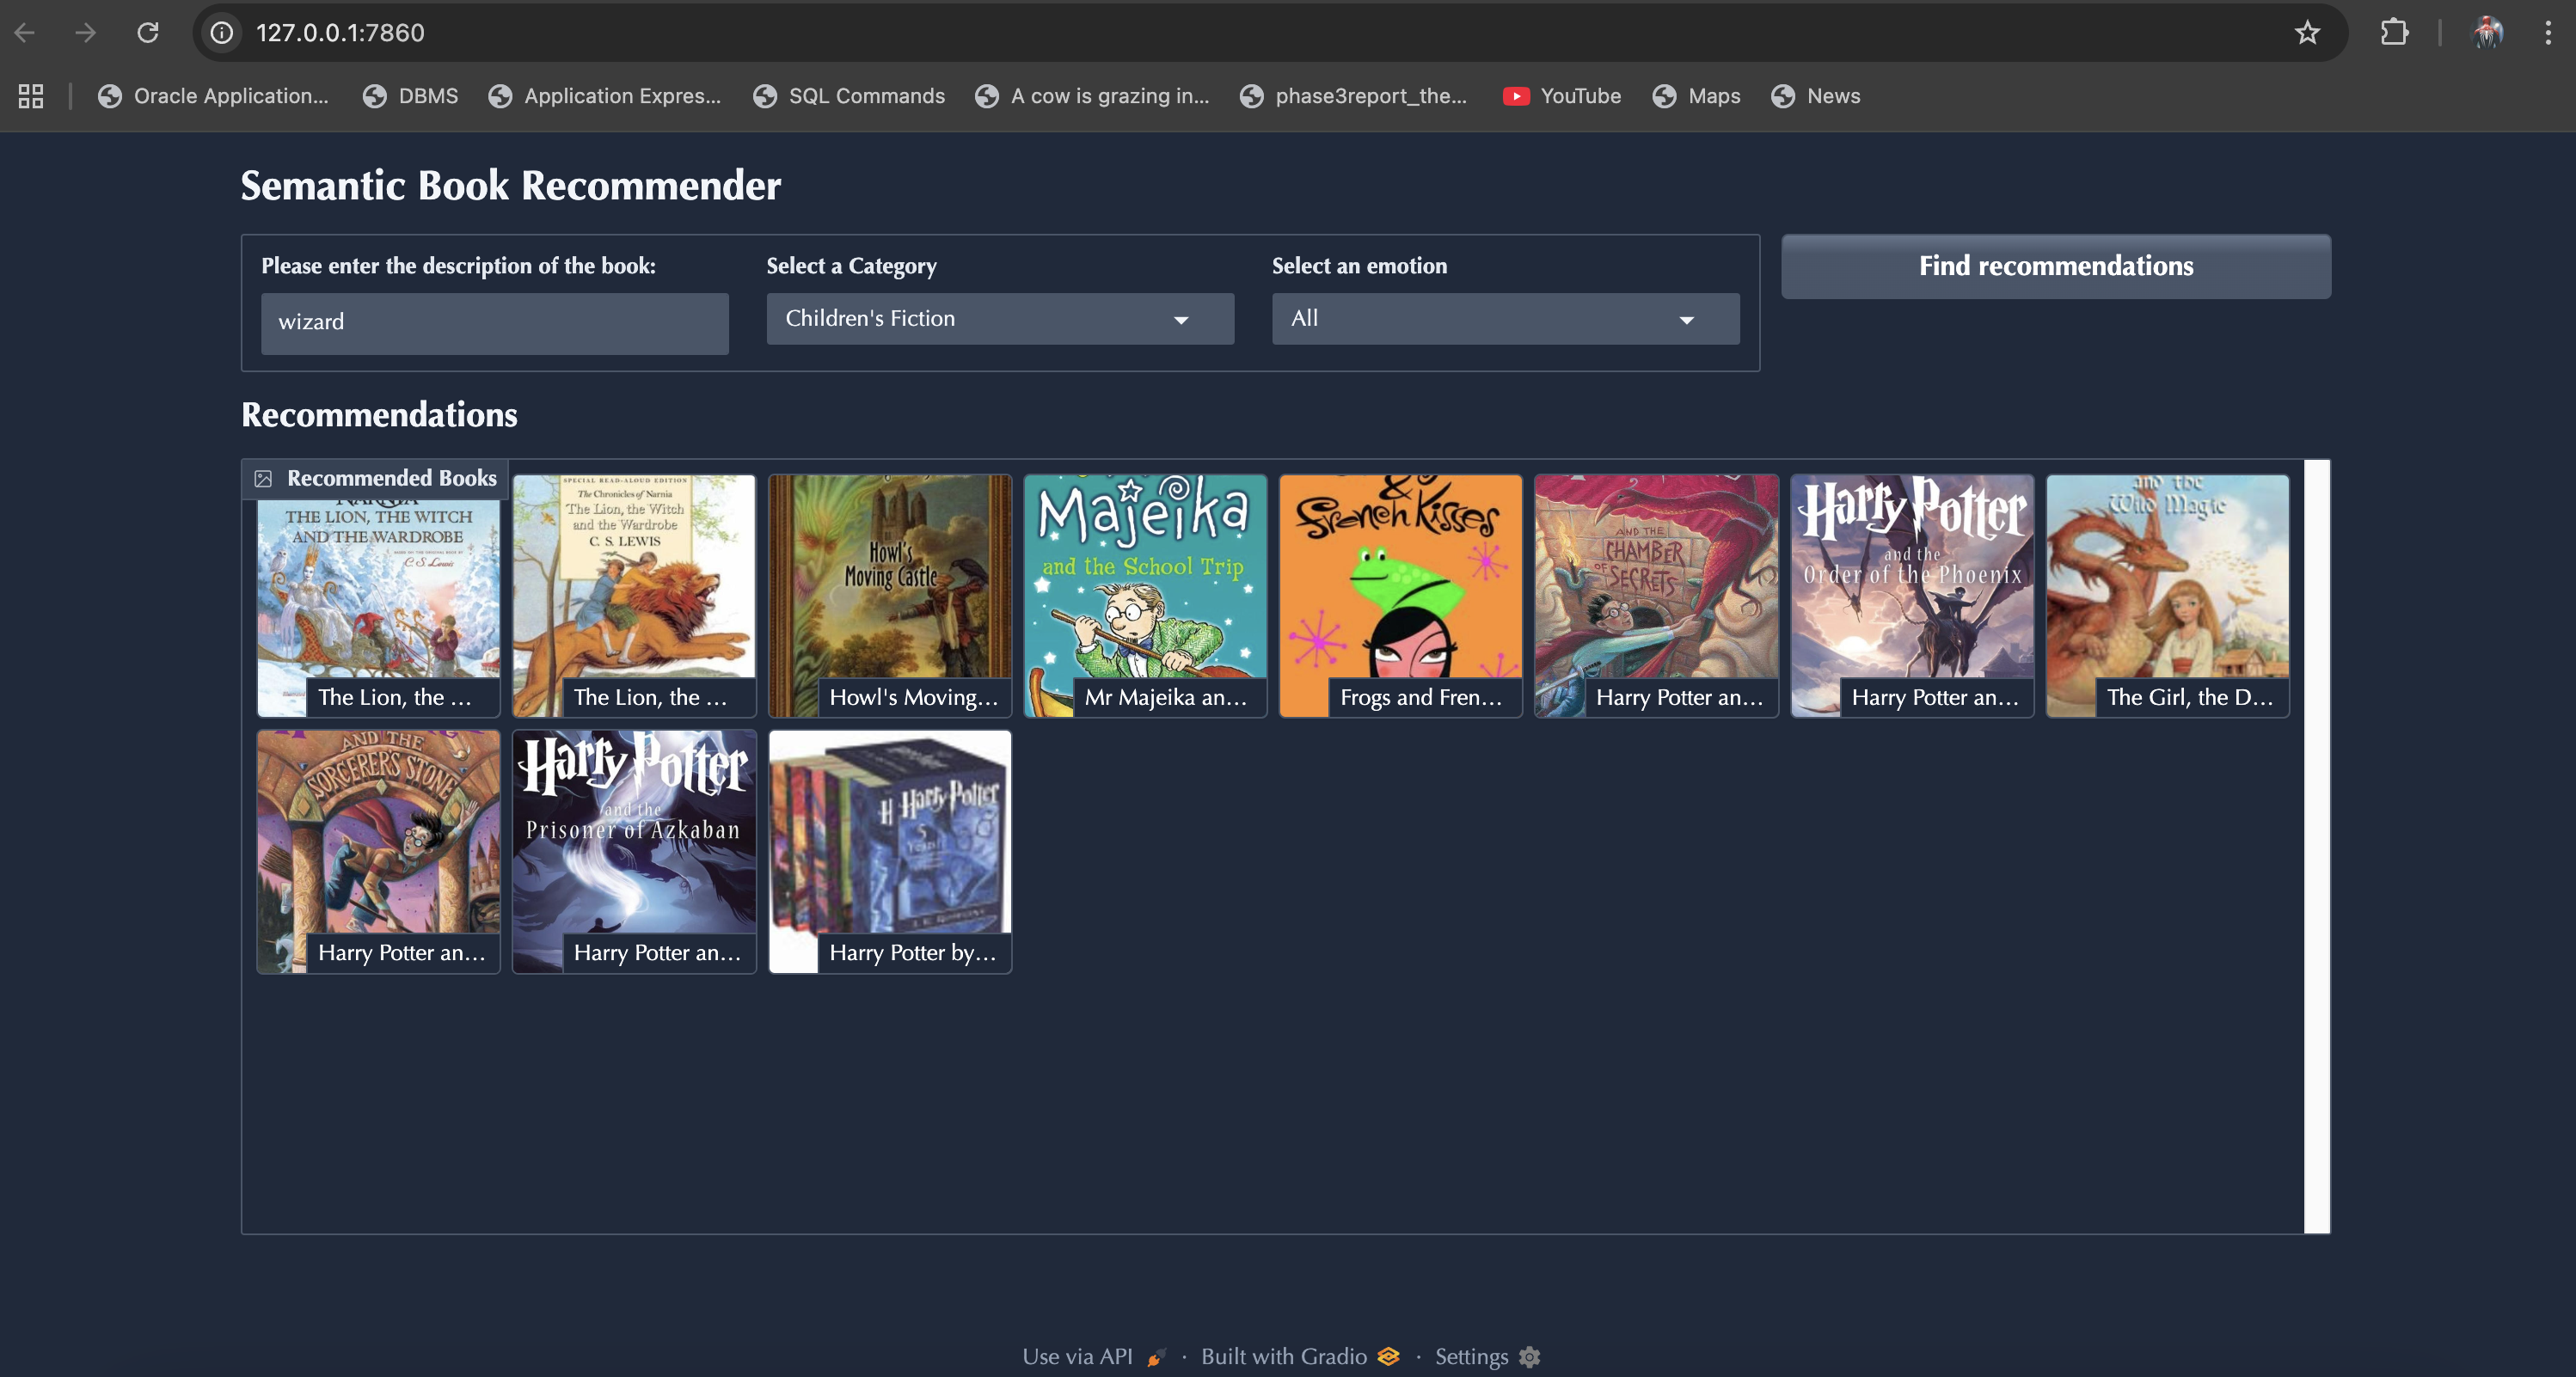 127.0.0.1:7860
Oracle Application... DBMS Application Expres... SQL Commands A cow is grazing in... phase3report_the... YouTube Maps News
Semantic Book Recommender
Please enter the description of the book: Select a Category Select an emotion Find recommendations
wizard Children's Fiction All
Recommendations
Recommended Books
THE LION, THE WITCH
AND THE WARDROBE
C S Lewis
The Lion, the ...
SPECIAL READ-ALOUD EDITION
The Chronicles of Narnia
The Lion, the Witch
and the Wardrobe
C. S. LEWIS
The Lion, the ...
Howl's
Moving Castle
Howl's Moving...
Majeika
and the School Trip
Mr Majeika an...
& French Kisses
Frogs and Fren...
AND THE
CHAMBER
OF
SECRETS
Harry Potter an...
Harry Potter
and the
Order of the Phoenix
Harry Potter an...
and the
Wild Magic
The Girl, the D...
AND THE
SORCERER'S STONE
Harry Potter an...
Harry Potter
and the
Prisoner of Azkaban
Harry Potter an...
Harry Potter
Harry Potter by...
Use via API · Built with Gradio · Settings